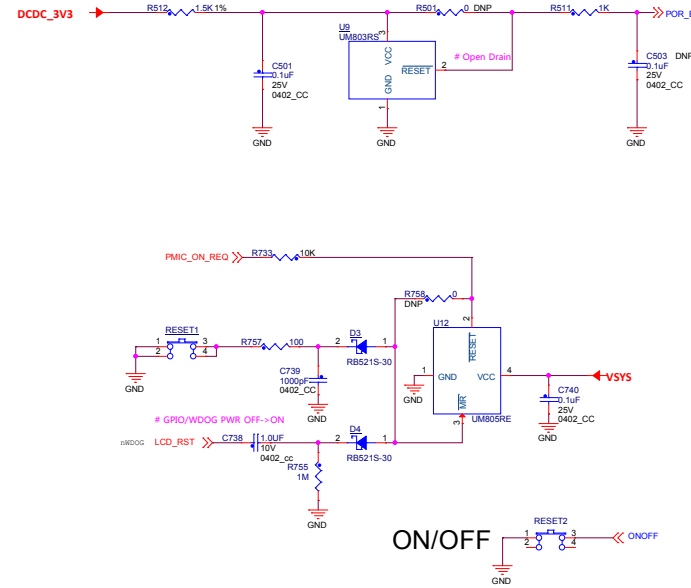 DCDC_3V3
R512 1.5K 1%
R501 0 DNP
R511 1K
POR_B
U9
UM803RS
3
VCC
# Open Drain
RESET 2
GND
1
C501
0.1uF
25V
0402_CC
C503 DNP
0.1uF
25V
0402_CC
GND
GND
GND
PMIC_ON_REQ
R733 10K
R758 0
DNP
U12
2
RESET
1 GND
VCC 4
MR
3
UM805RE
VSYS
C740
0.1uF
25V
0402_CC
GND
GND
RESET1
1 3
2 4
GND
R757 100
D3
2 1
RB521S-30
C739
1000pF
0402_CC
GND
# GPIO/WDOG PWR OFF->ON
nWDOG LCD_RST
C738 1.0UF
10V
0402_cc
D4
2 1
RB521S-30
R755
1M
GND
ON/OFF
RESET2
1 3
2 4
ONOFF
GND